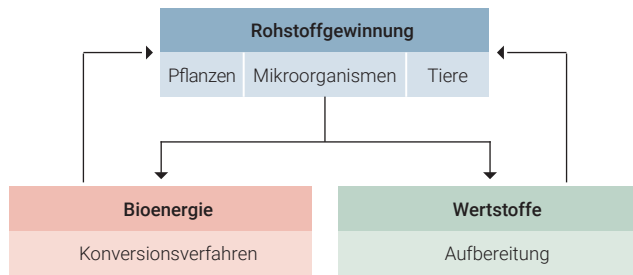 Rohstoffgewinnung
Pflanzen Mikroorganismen Tiere
Bioenergie Wertstoffe
Konversionsverfahren Aufbereitung